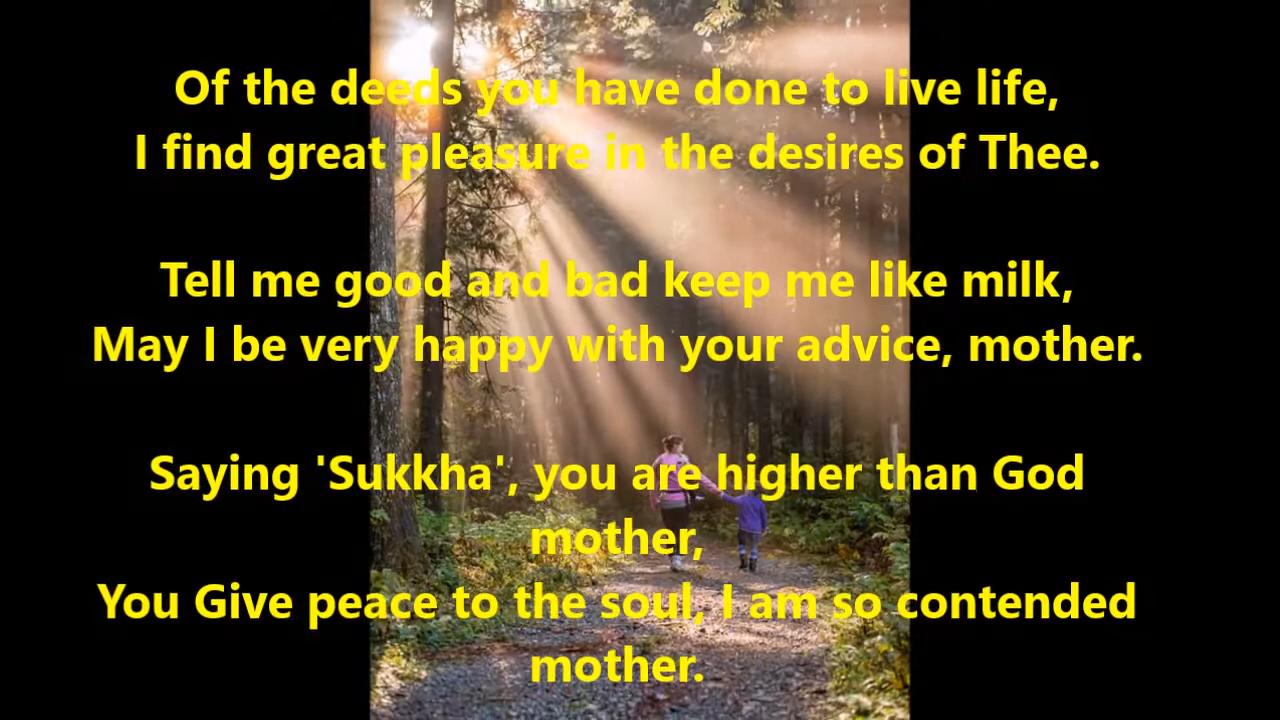 Of the deeds you have done to live life,
I find great pleasure in the desires of Thee.
Tell me good and bad keep me like milk,
May I be very happy with your advice, mother.
Saying 'Sukkha', you are higher than God
mother,
You Give peace to the soul, I am so contended
mother.